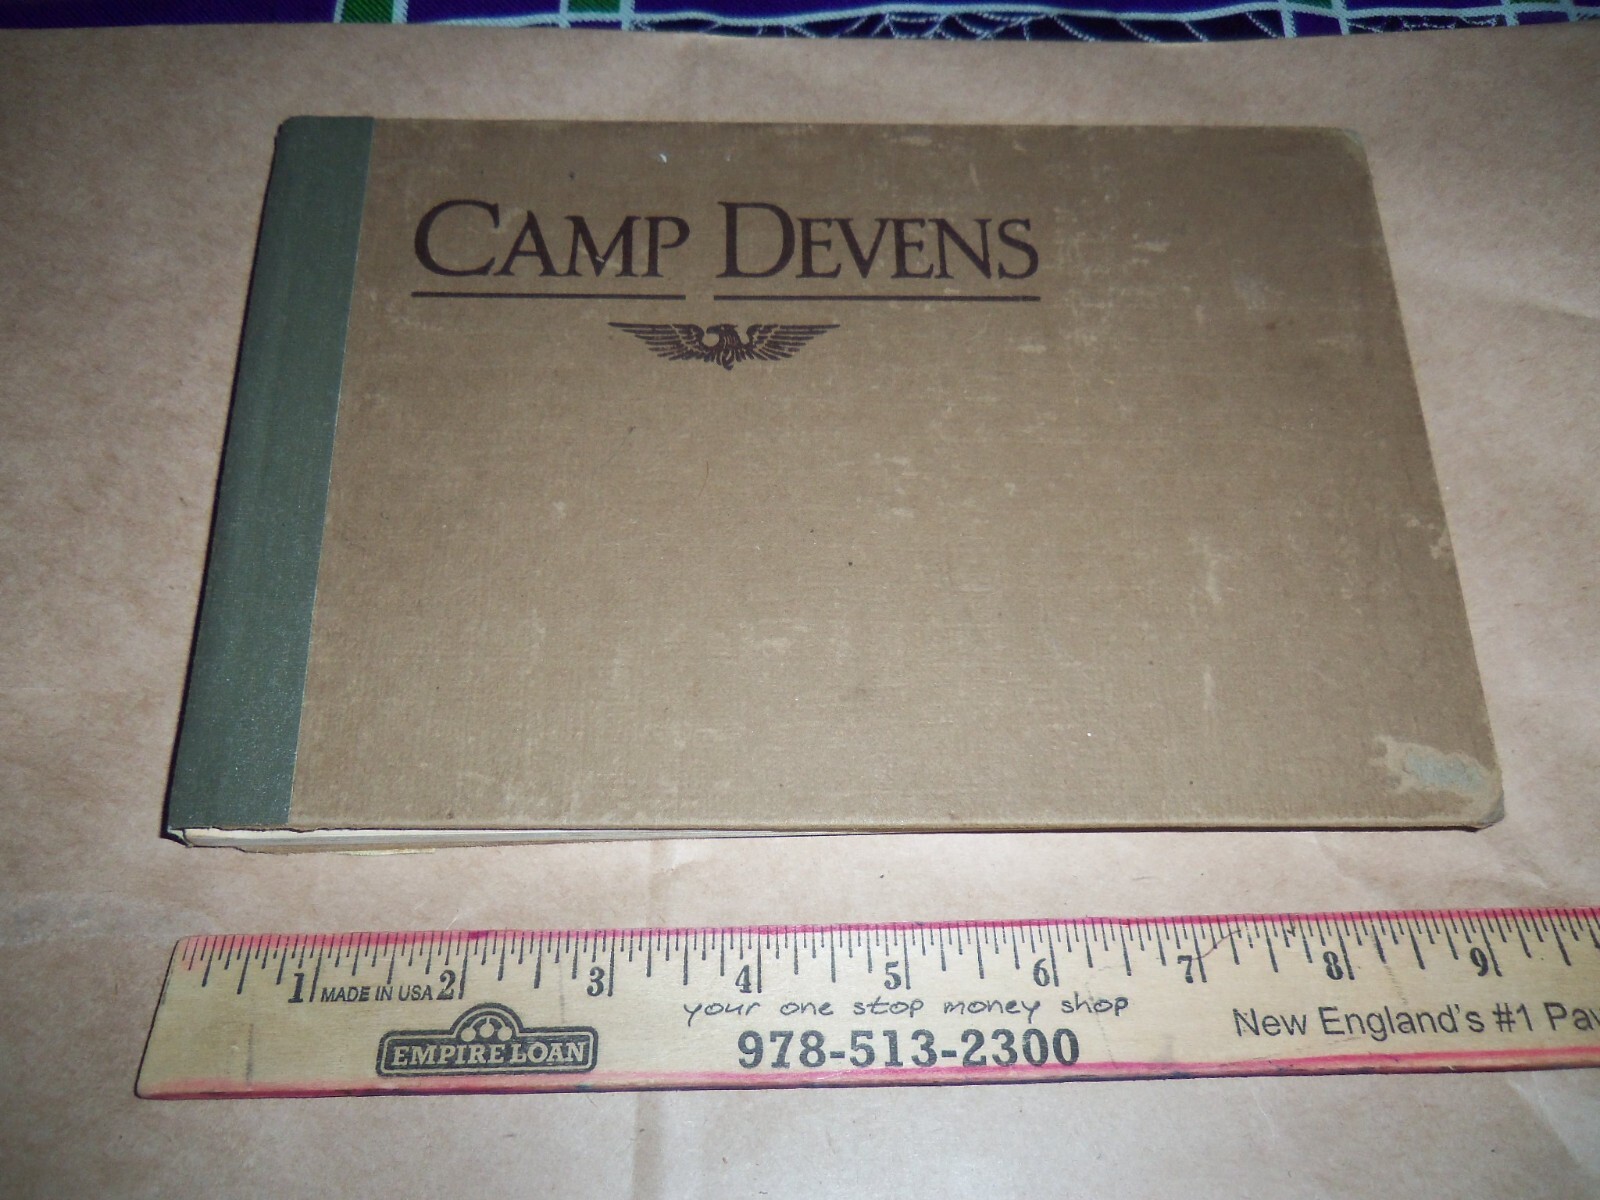 CAMP DEVENS
1 MADE IN USA 2 3 4 5 6 7 8 9
your one stop money shop
EMPIRE LOAN
978-513-2300
New England's #1